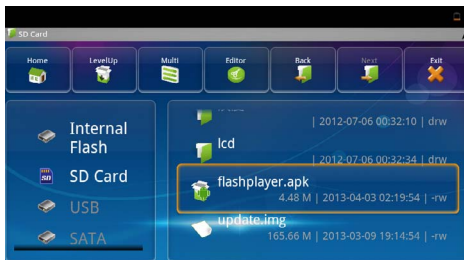 SD Card
Home
LevelUp
Multi
Editor
Back
Next
Exit
Internal
Flash
SD Card
USB
SATA
| 2012-07-06 00:32:10 | drw
lcd
| 2012-07-06 00:32:34 | drw
flashplayer.apk
4.48 M | 2013-04-03 02:19:54 | -rw
update.img
165.66 M | 2013-03-09 19:14:54 | -rw